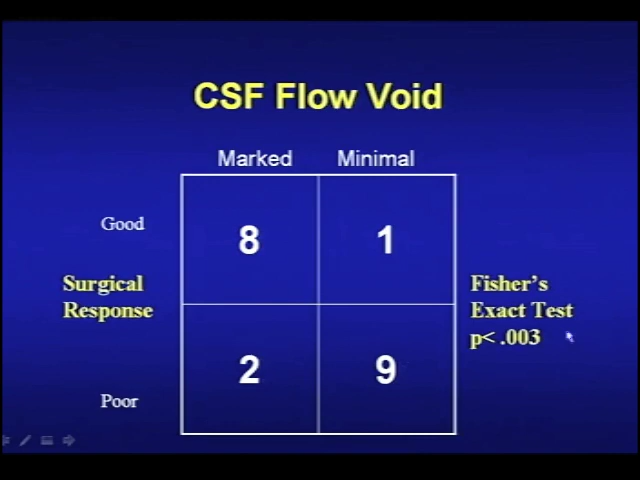 CSF Flow Void
Marked Minimal
Good 8 1
Surgical
Response
Fisher's
Exact Test
p< .003
Poor 2 9